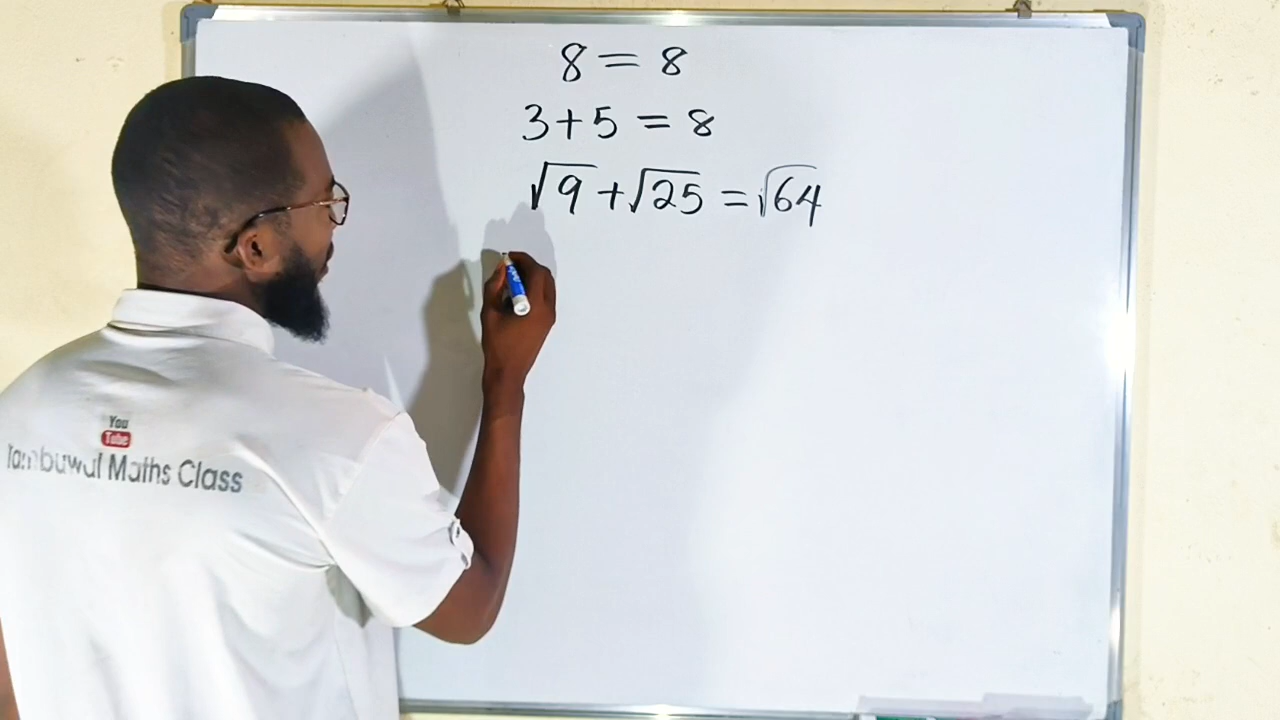 8 = 8
3 + 5 = 8
√9 + √25 = √64
You
Tube
Tambuwal Maths Class